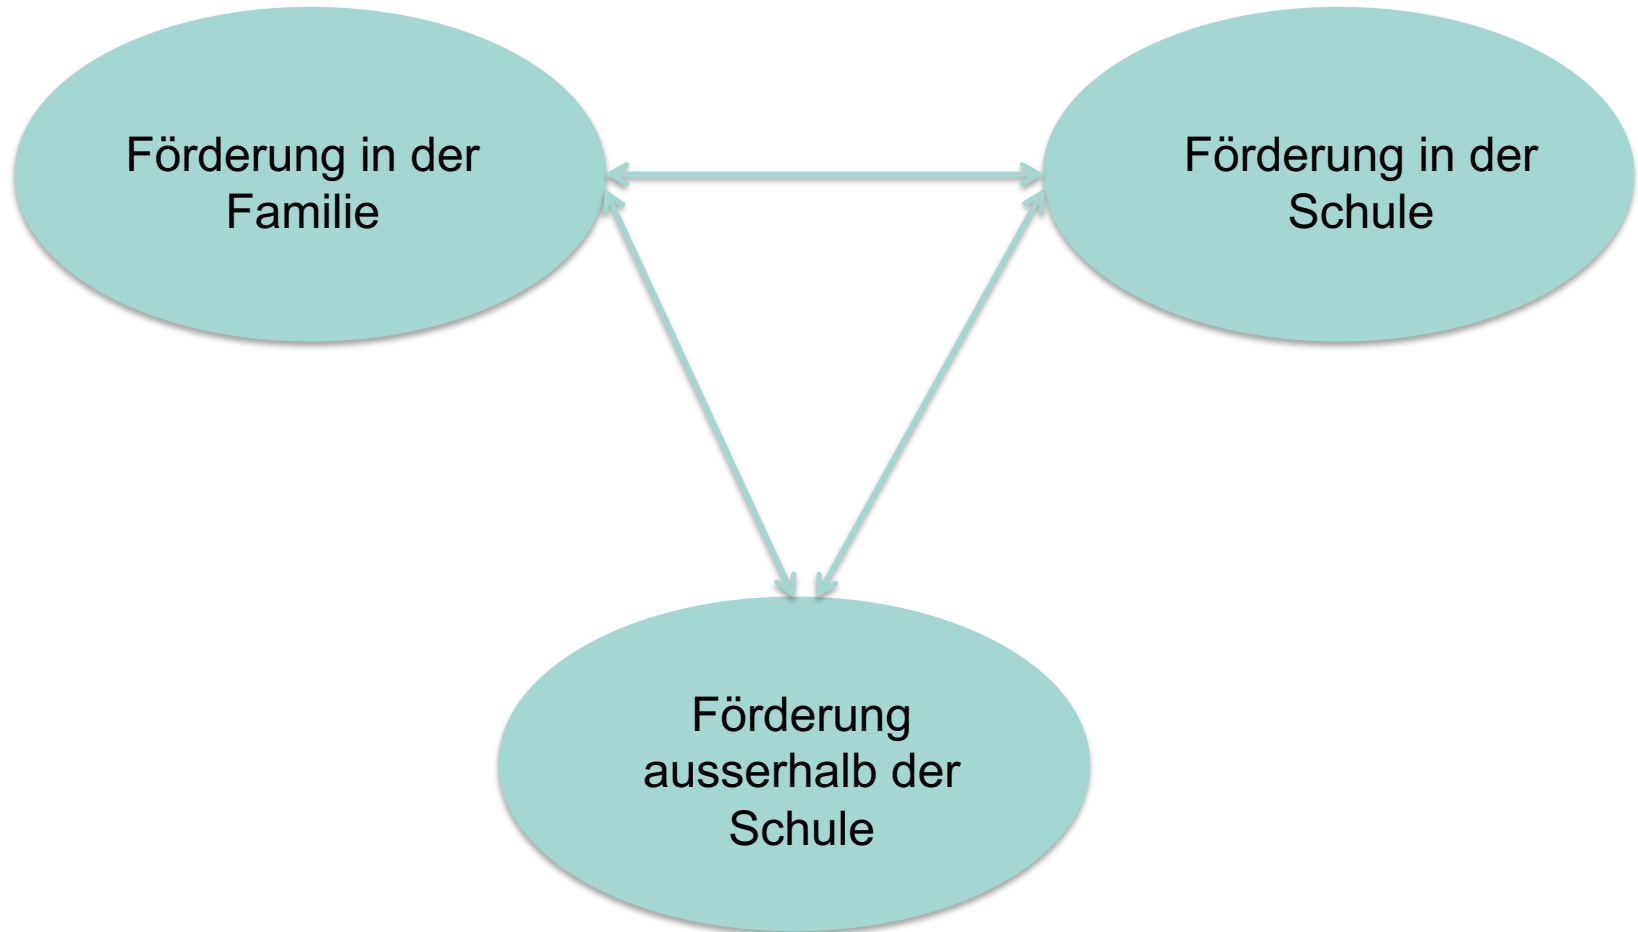 Förderung in der
Familie
Förderung in der
Schule
Förderung
ausserhalb der
Schule